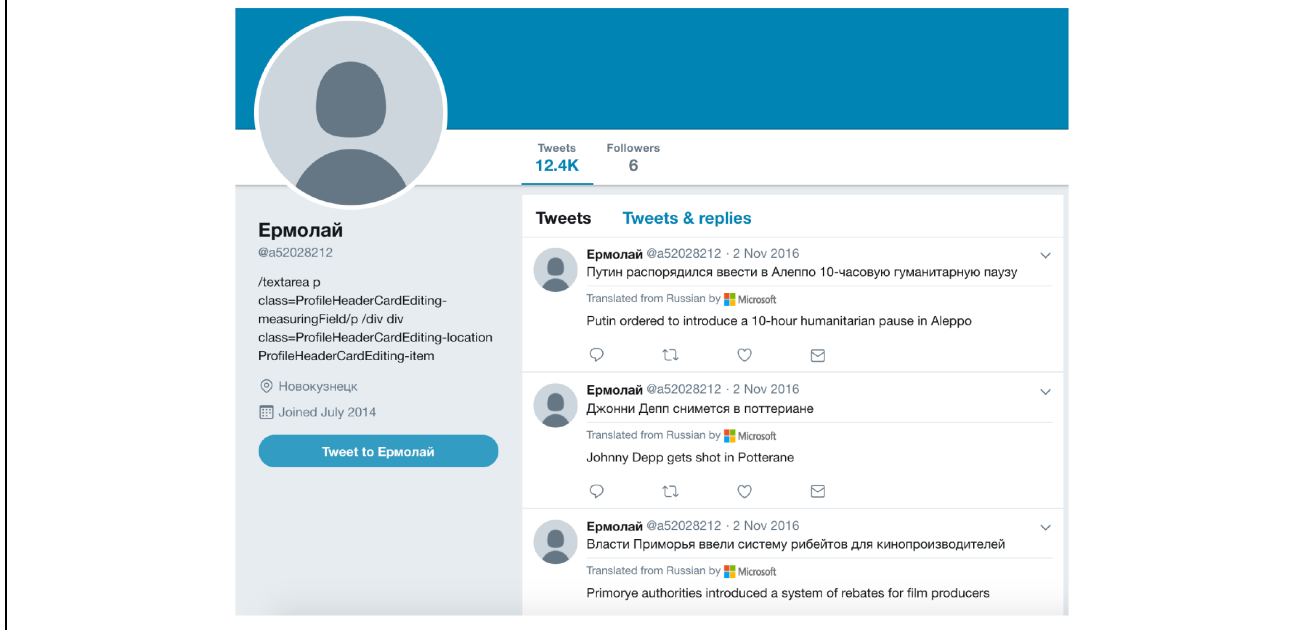 Tweets Followers
12.4K 6
Ермолай
@a52028212
/textarea p
class=ProfileHeaderCardEditing-
measuringField/p /div div
class=ProfileHeaderCardEditing-location
ProfileHeaderCardEditing-item
Новокузнецк
Joined July 2014
Tweet to Ермолай
Tweets Tweets & replies
Ермолай @a52028212 · 2 Nov 2016
Путин распорядился ввести в Алеппо 10-часовую гуманитарную паузу
Translated from Russian by Microsoft
Putin ordered to introduce a 10-hour humanitarian pause in Aleppo
Ермолай @a52028212 · 2 Nov 2016
Джонни Депп снимется в поттериане
Translated from Russian by Microsoft
Johnny Depp gets shot in Potterane
Ермолай @a52028212 · 2 Nov 2016
Власти Приморья ввели систему рибейтов для кинопроизводителей
Translated from Russian by Microsoft
Primorye authorities introduced a system of rebates for film producers